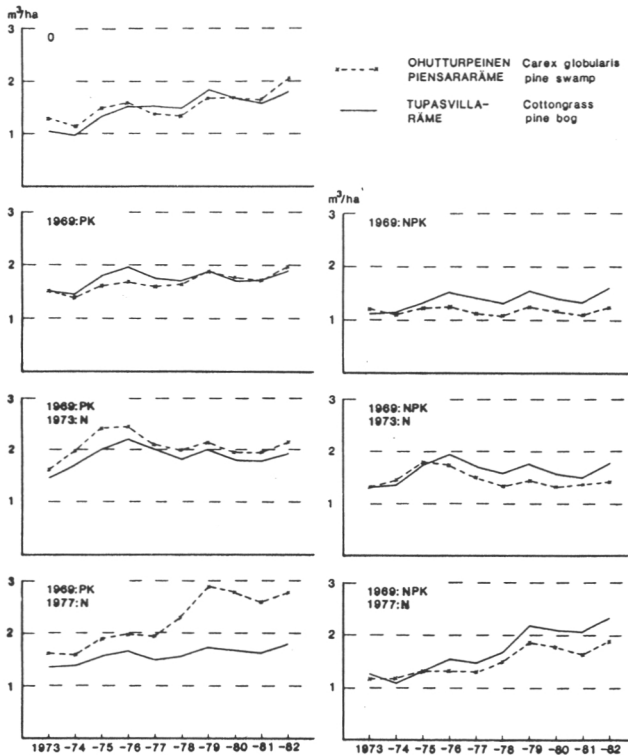 m³/ha
3
2
1
0
OHUTTURPEINEN Carex globularis
PIENSARARÄME pine swamp
TUPASVILLA- Cottongrass
RÄME pine bog
3
2
1
1969:PK
m³/ha
3
2
1
1969:NPK
3
2
1
1969:PK
1973:N
3
2
1
1969:NPK
1973:N
3
2
1
1969:PK
1977:N
3
2
1
1969:NPK
1977:N
1973 -74 -75 -76 -77 -78 -79 -80 -81 -82
1973 -74 -75 -76 -77 -78 -79 -80 -81 -82